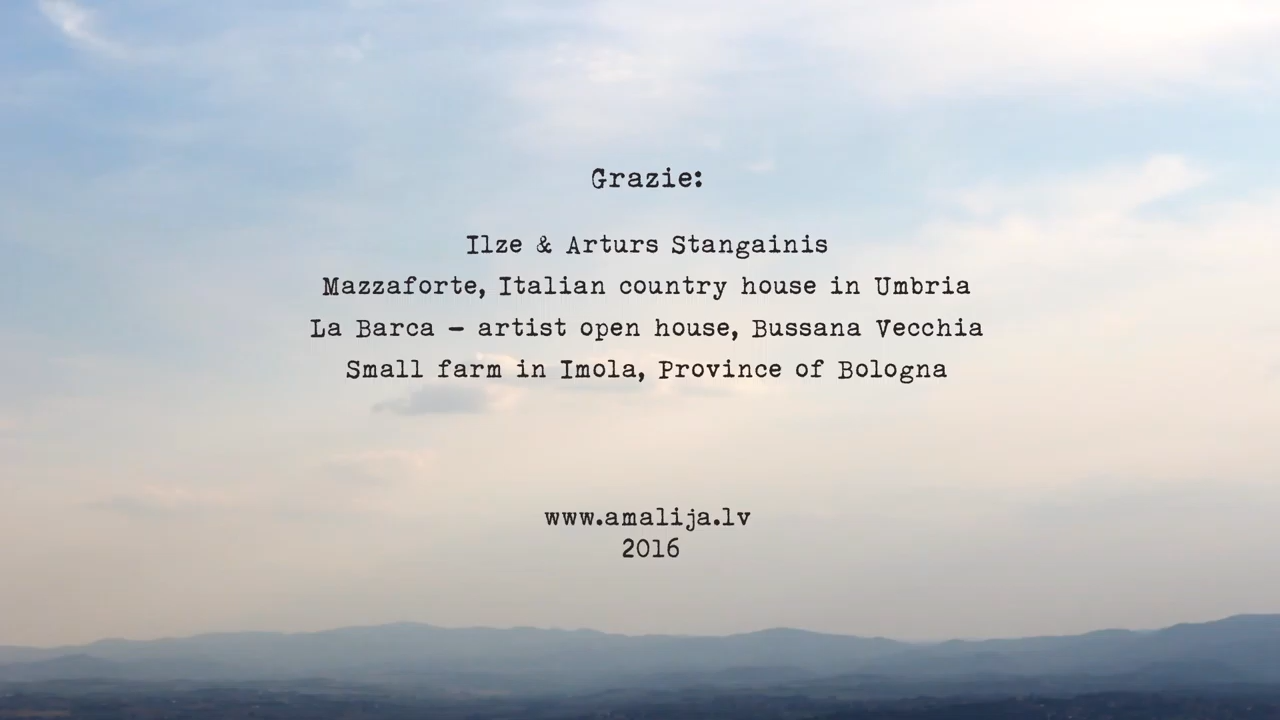 Grazie:
Ilze & Arturs Stangainis
Mazzaforte, Italian country house in Umbria
La Barca – artist open house, Bussana Vecchia
Small farm in Imola, Province of Bologna
www.amalija.lv
2016